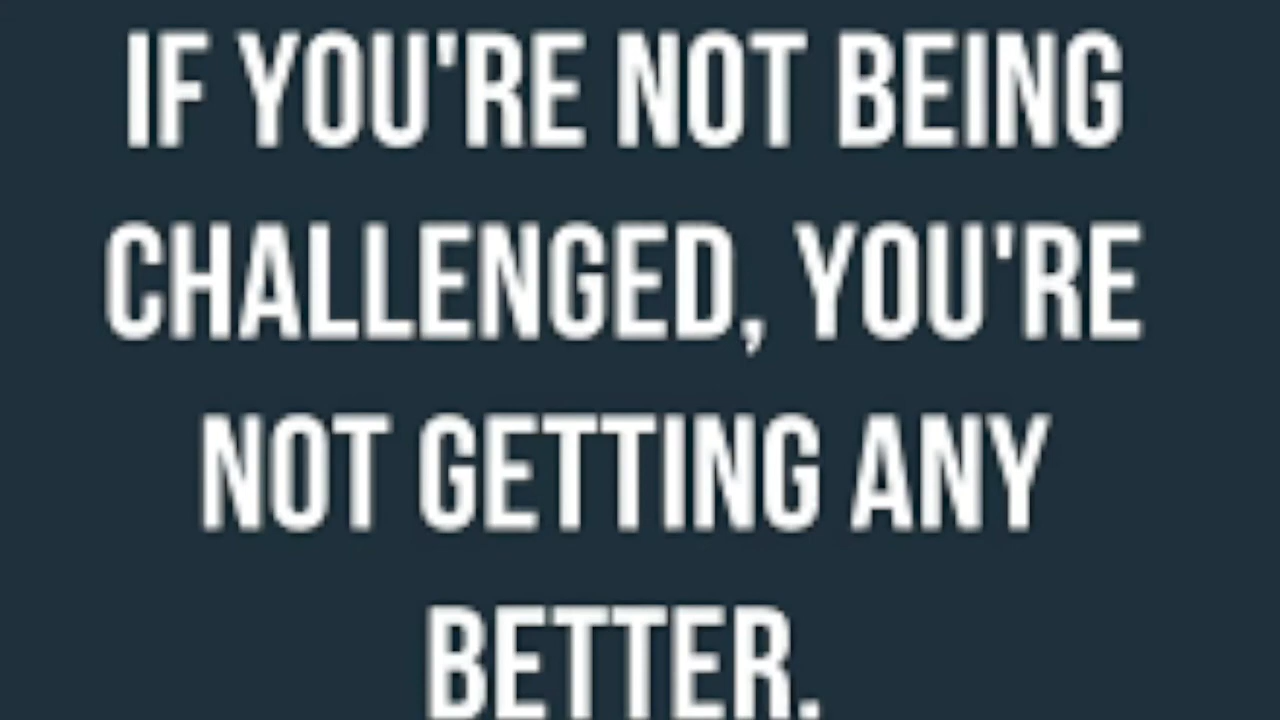 IF YOU'RE NOT BEING
CHALLENGED, YOU'RE
NOT GETTING ANY
BETTER.